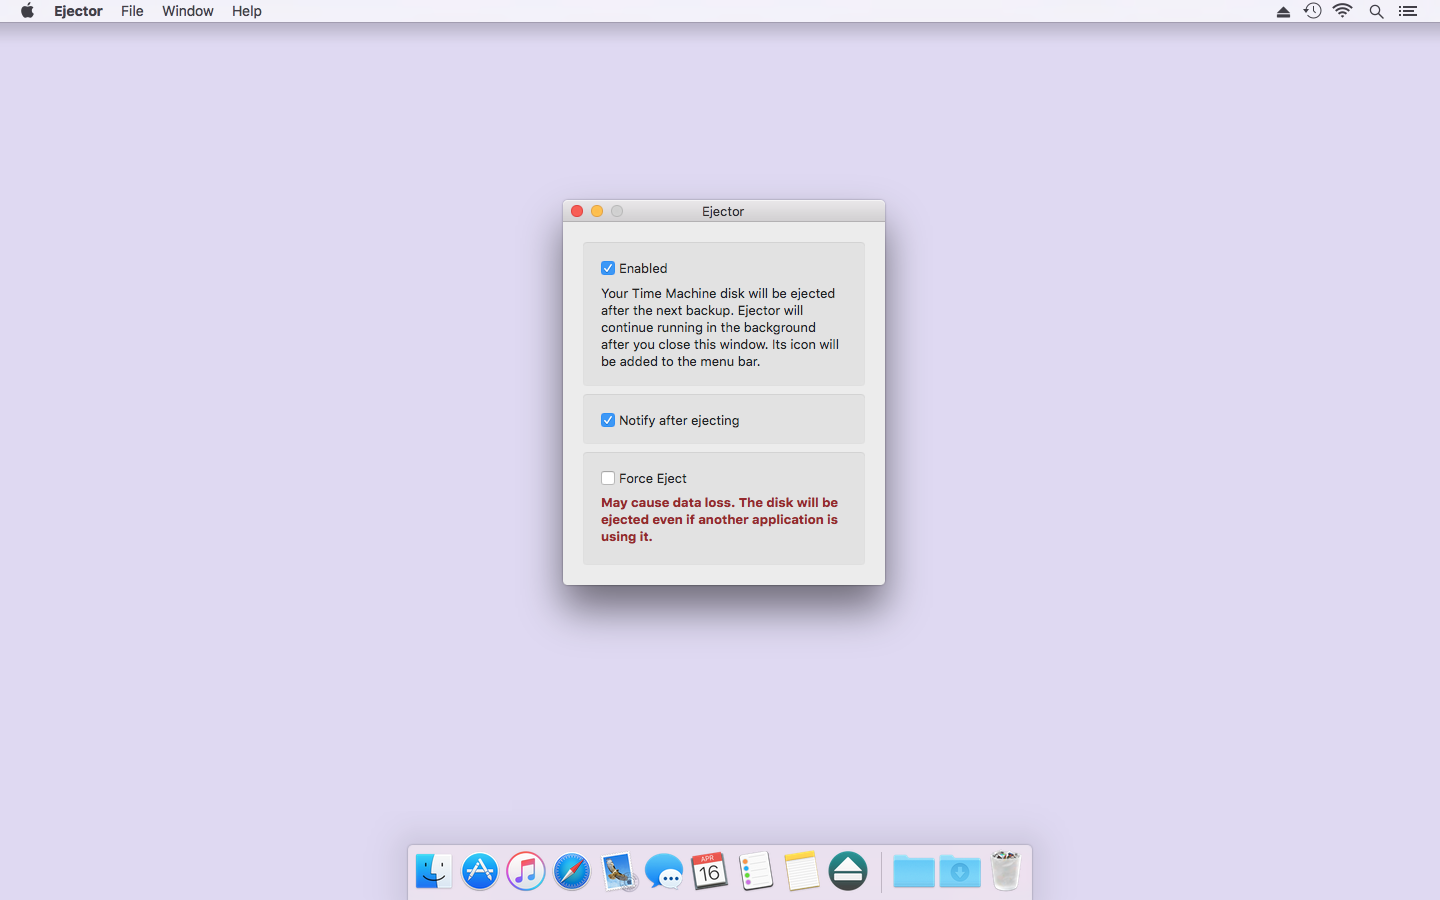 Ejector File Window Help
Ejector
Enabled
Your Time Machine disk will be ejected
after the next backup. Ejector will
continue running in the background
after you close this window. Its icon will
be added to the menu bar.
Notify after ejecting
Force Eject
May cause data loss. The disk will be
ejected even if another application is
using it.
APR
16